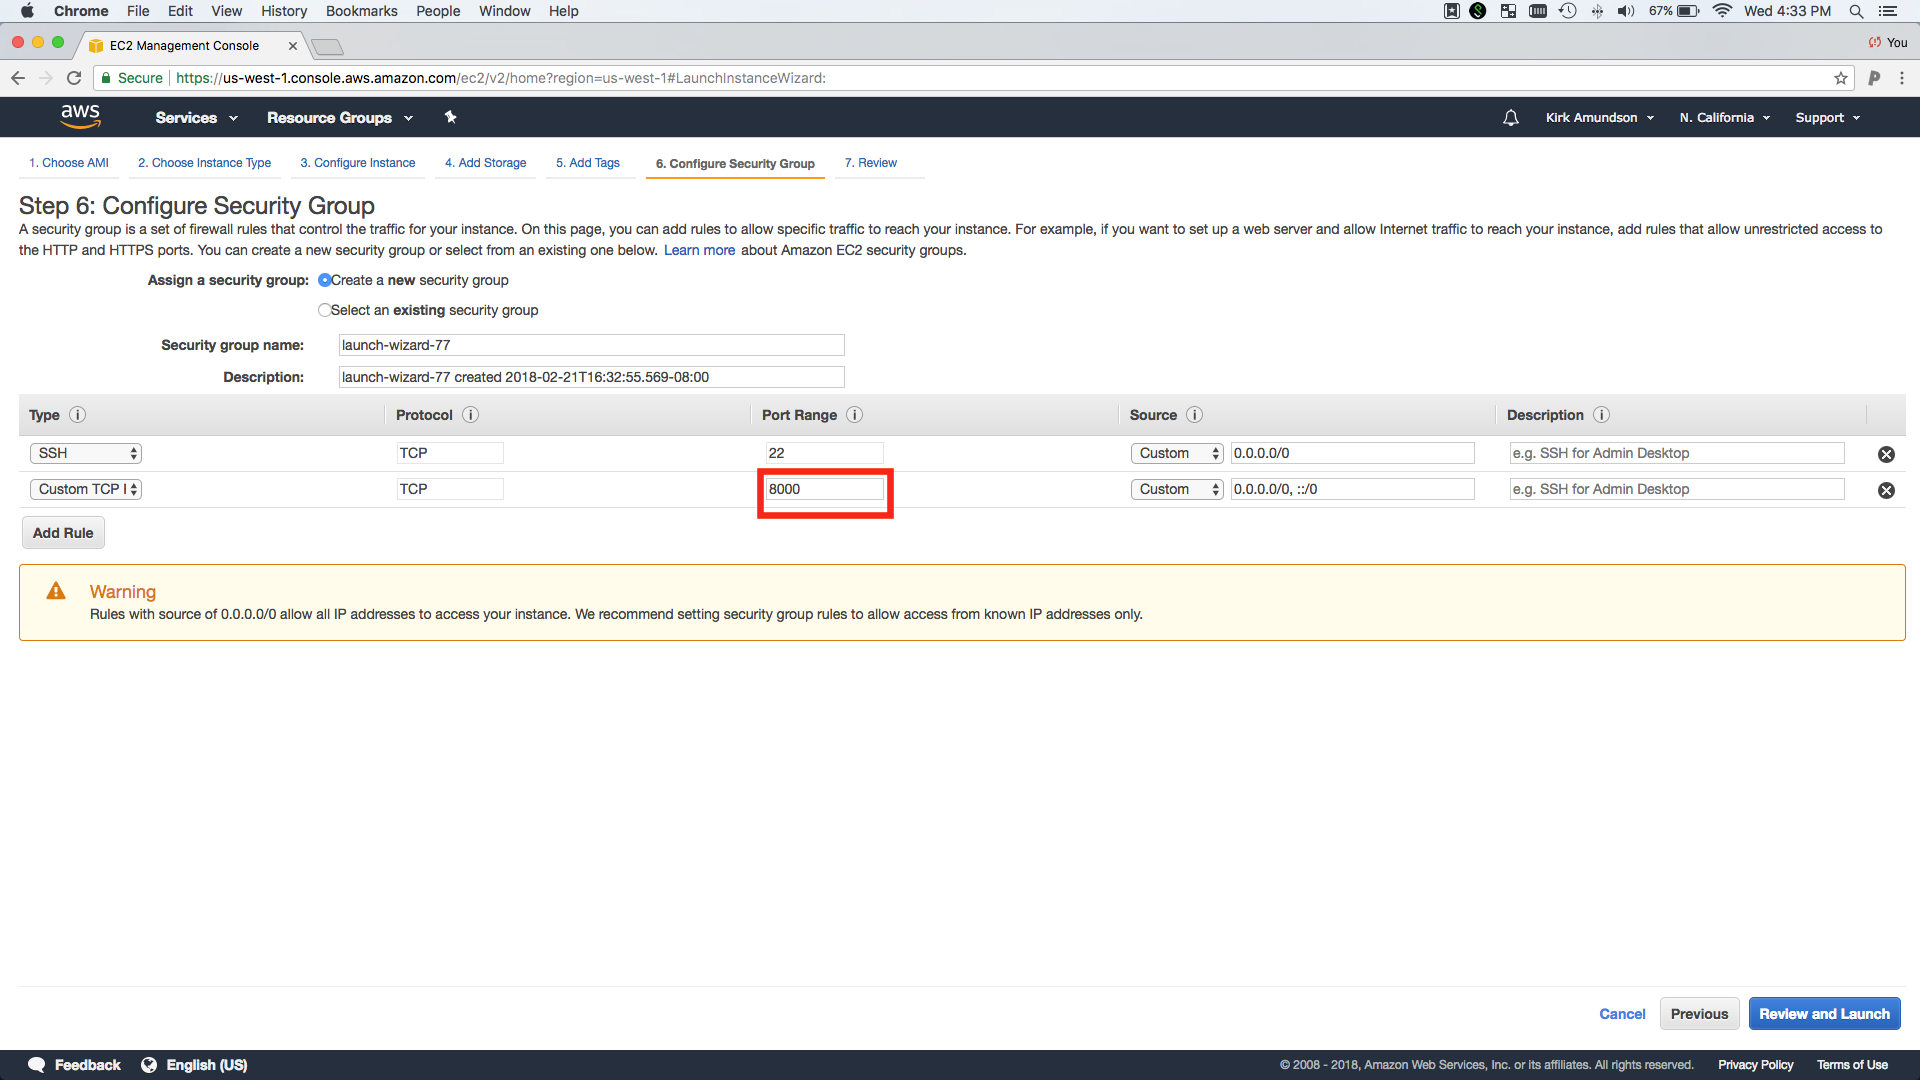 Chrome File Edit View History Bookmarks People Window Help 67% Wed 4:33 PM
EC2 Management Console You
Secure https://us-west-1.console.aws.amazon.com/ec2/v2/home?region=us-west-1#LaunchInstanceWizard:
aws Services Resource Groups Kirk Amundson N. California Support
1. Choose AMI 2. Choose Instance Type 3. Configure Instance 4. Add Storage 5. Add Tags 6. Configure Security Group 7. Review
Step 6: Configure Security Group
A security group is a set of firewall rules that control the traffic for your instance. On this page, you can add rules to allow specific traffic to reach your instance. For example, if you want to set up a web server and allow Internet traffic to reach your instance, add rules that allow unrestricted access to
the HTTP and HTTPS ports. You can create a new security group or select from an existing one below. Learn more about Amazon EC2 security groups.
Assign a security group: Create a new security group
Select an existing security group
Security group name: launch-wizard-77
Description: launch-wizard-77 created 2018-02-21T16:32:55.569-08:00
Type Protocol Port Range Source Description
SSH TCP 22 Custom 0.0.0.0/0 e.g. SSH for Admin Desktop
Custom TCP TCP 8000 Custom 0.0.0.0/0, ::/0 e.g. SSH for Admin Desktop
Add Rule
Warning
Rules with source of 0.0.0.0/0 allow all IP addresses to access your instance. We recommend setting security group rules to allow access from known IP addresses only.
Cancel Previous Review and Launch
Feedback English (US) © 2008 - 2018, Amazon Web Services, Inc. or its affiliates. All rights reserved. Privacy Policy Terms of Use